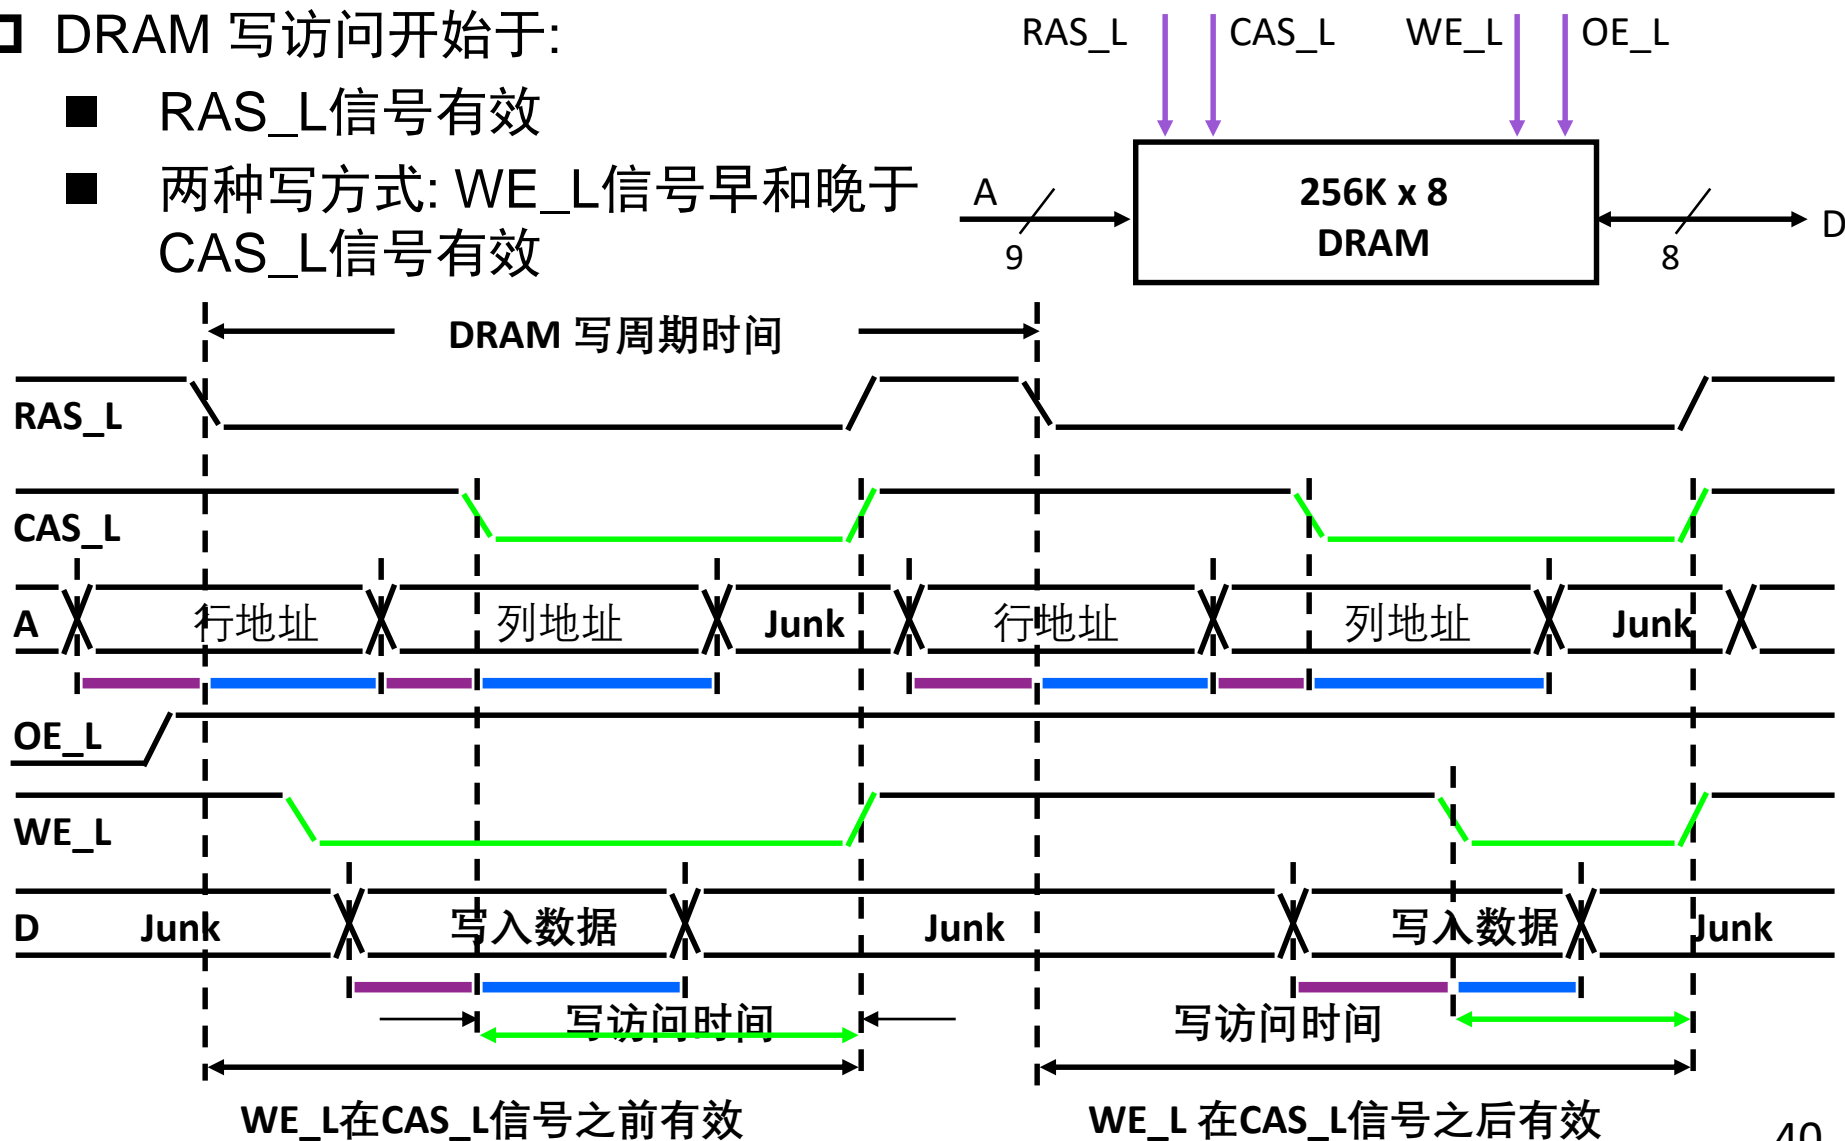 DRAM 写访问开始于:
RAS_L信号有效
两种写方式: WE_L信号早和晚于
CAS_L信号有效
RAS_L CAS_L WE_L OE_L
A 9
256K x 8
DRAM
8 D
DRAM 写周期时间
RAS_L
CAS_L
A 行地址 列地址 Junk 行地址 列地址 Junk
OE_L
WE_L
D Junk 写入数据 Junk 写入数据 Junk
写访问时间 写访问时间
WE_L在CAS_L信号之前有效 WE_L 在CAS_L信号之后有效
40